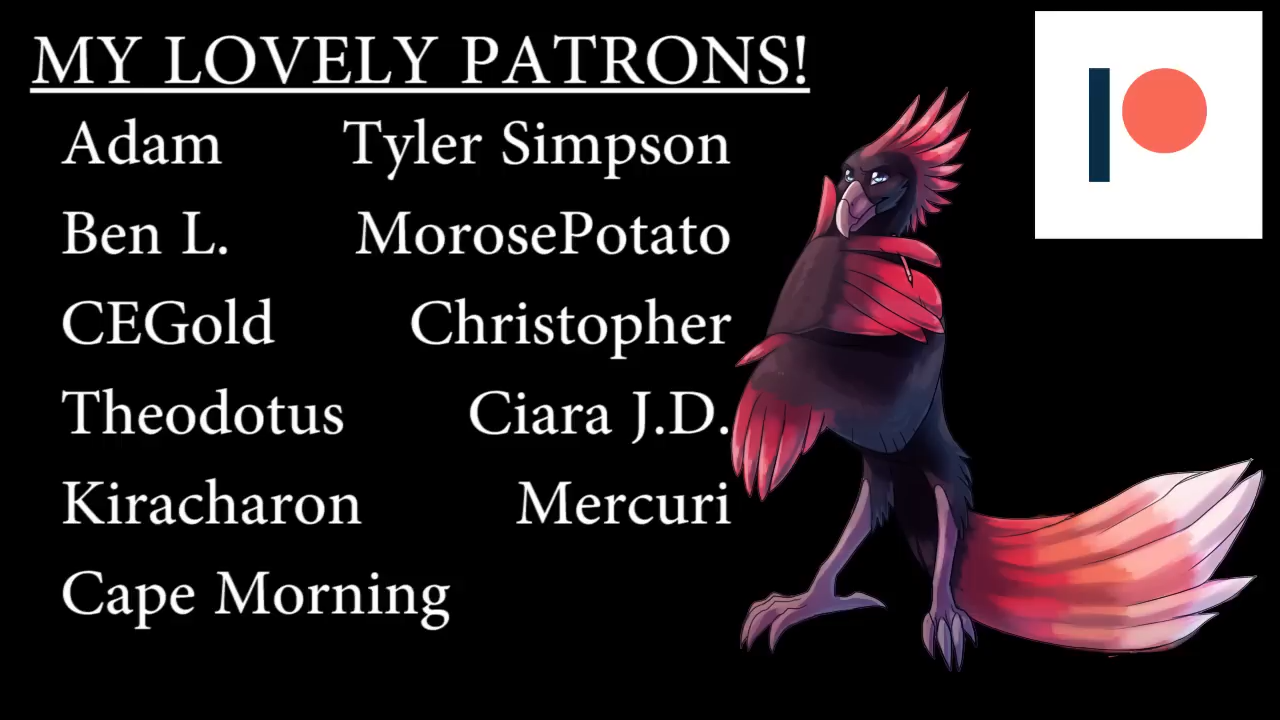 MY LOVELY PATRONS!
Adam Tyler Simpson
Ben L. MorosePotato
CEGold Christopher
Theodotus Ciara J.D.
Kiracharon Mercuri
Cape Morning